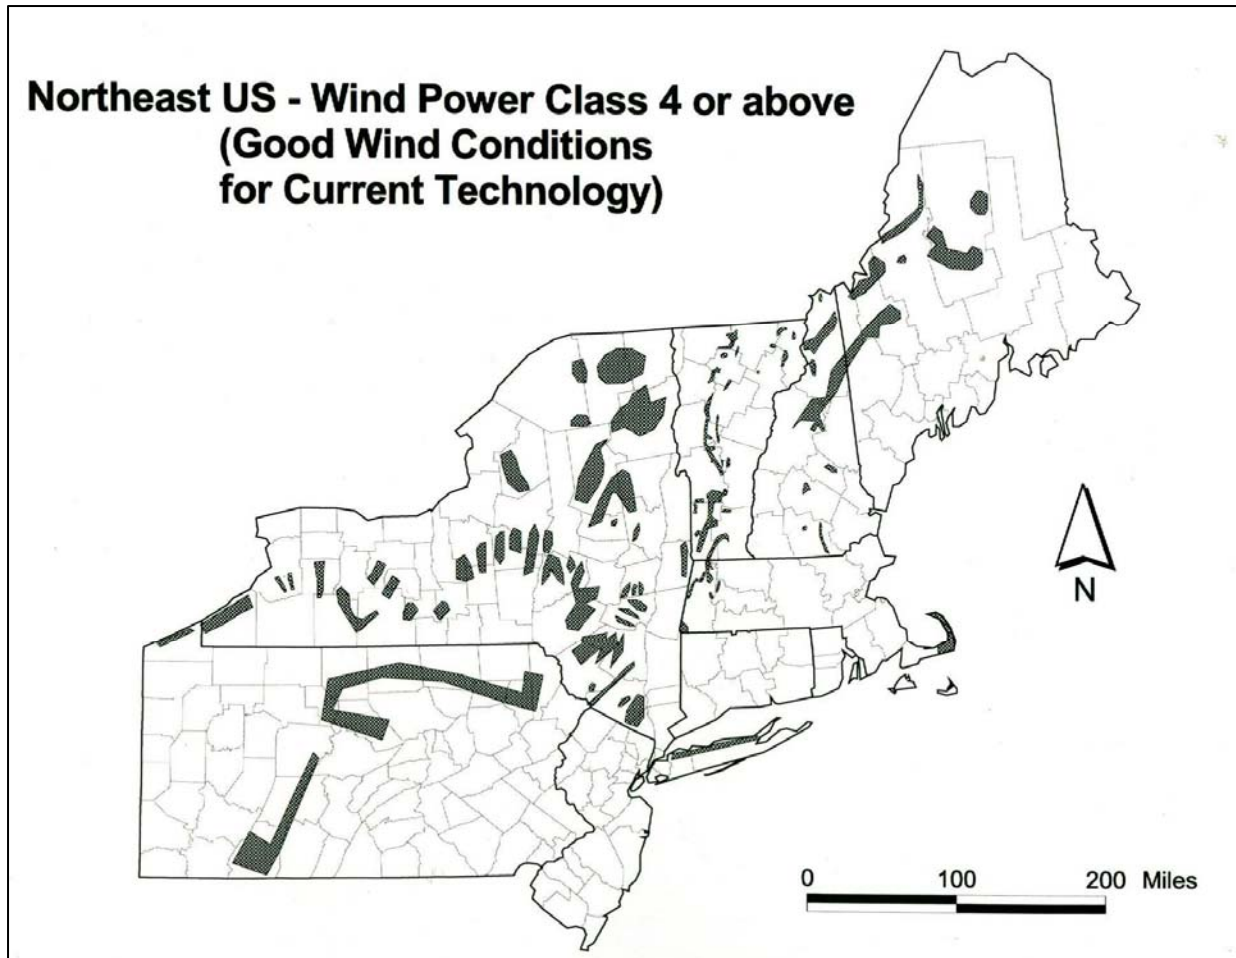 Northeast US - Wind Power Class 4 or above
(Good Wind Conditions
for Current Technology)
N
0 100 200 Miles